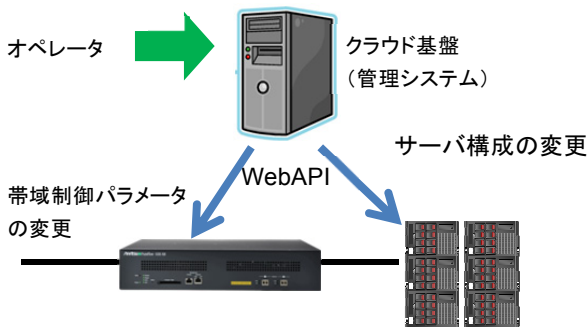 オペレータ
クラウド基盤
（管理システム）
サーバ構成の変更
WebAPI
帯域制御パラメータ
の変更